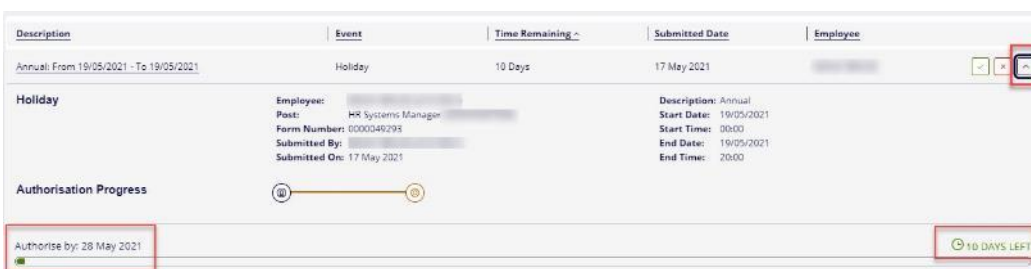 Description Event Time Remaining ^ Submitted Date Employee
Annual: From 19/05/2021 - To 19/05/2021 Holiday 10 Days 17 May 2021
Holiday Employee: Description: Annual
Post: HR Systems Manager Start Date: 19/05/2021
Form Number: 0000049293 Start Time: 00:00
Submitted By: End Date: 19/05/2021
Submitted On: 17 May 2021 End Time: 20:00
Authorisation Progress
Authorise by: 28 May 2021 10 DAYS LEFT